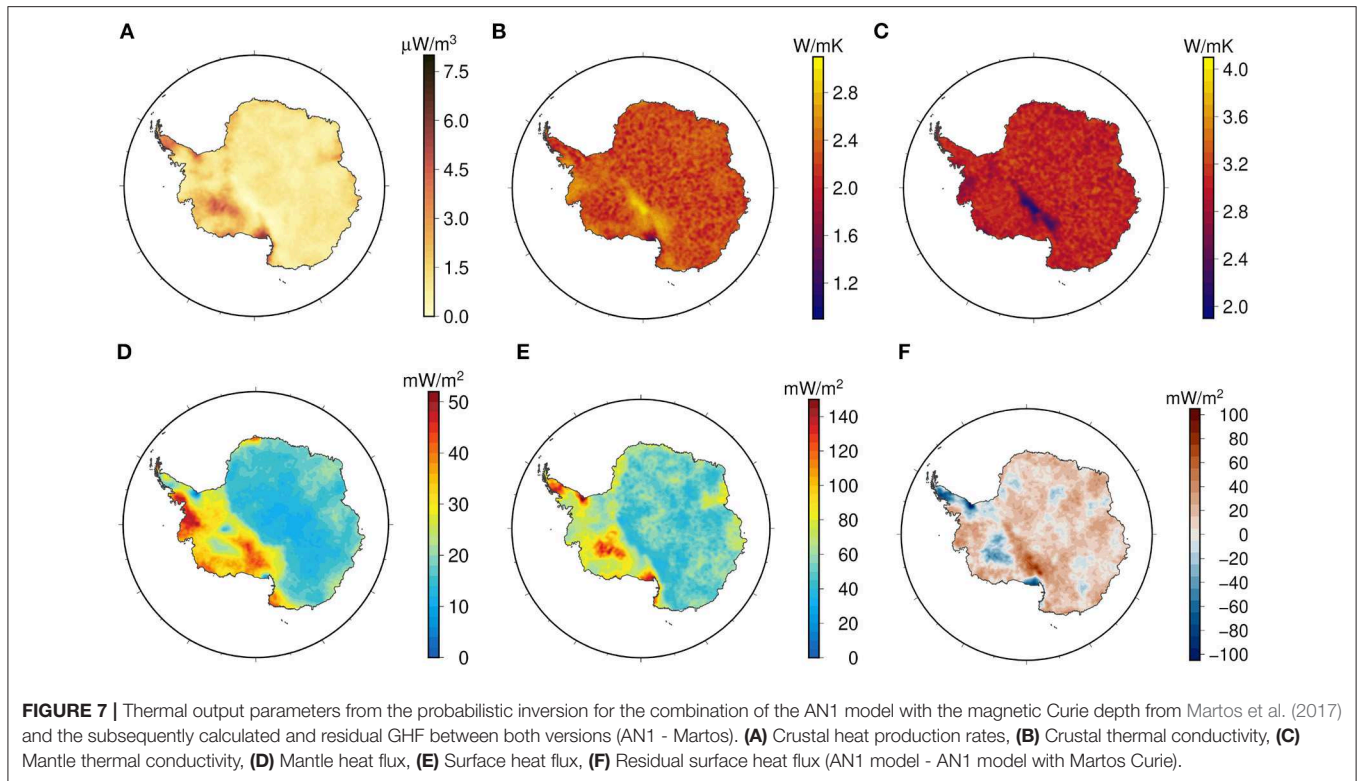 A
μW/m³
7.5
6.0
4.5
3.0
1.5
0.0
B
W/mK
2.8
2.4
2.0
1.6
1.2
C
W/mK
4.0
3.6
3.2
2.8
2.4
2.0
D
mW/m²
50
40
30
20
10
0
E
mW/m²
140
120
100
80
60
40
20
0
F
mW/m²
100
80
60
40
20
0
−20
−40
−60
−80
−100
FIGURE 7 | Thermal output parameters from the probabilistic inversion for the combination of the AN1 model with the magnetic Curie depth from Martos et al. (2017)
and the subsequently calculated and residual GHF between both versions (AN1 - Martos). (A) Crustal heat production rates, (B) Crustal thermal conductivity, (C)
Mantle thermal conductivity, (D) Mantle heat flux, (E) Surface heat flux, (F) Residual surface heat flux (AN1 model - AN1 model with Martos Curie).